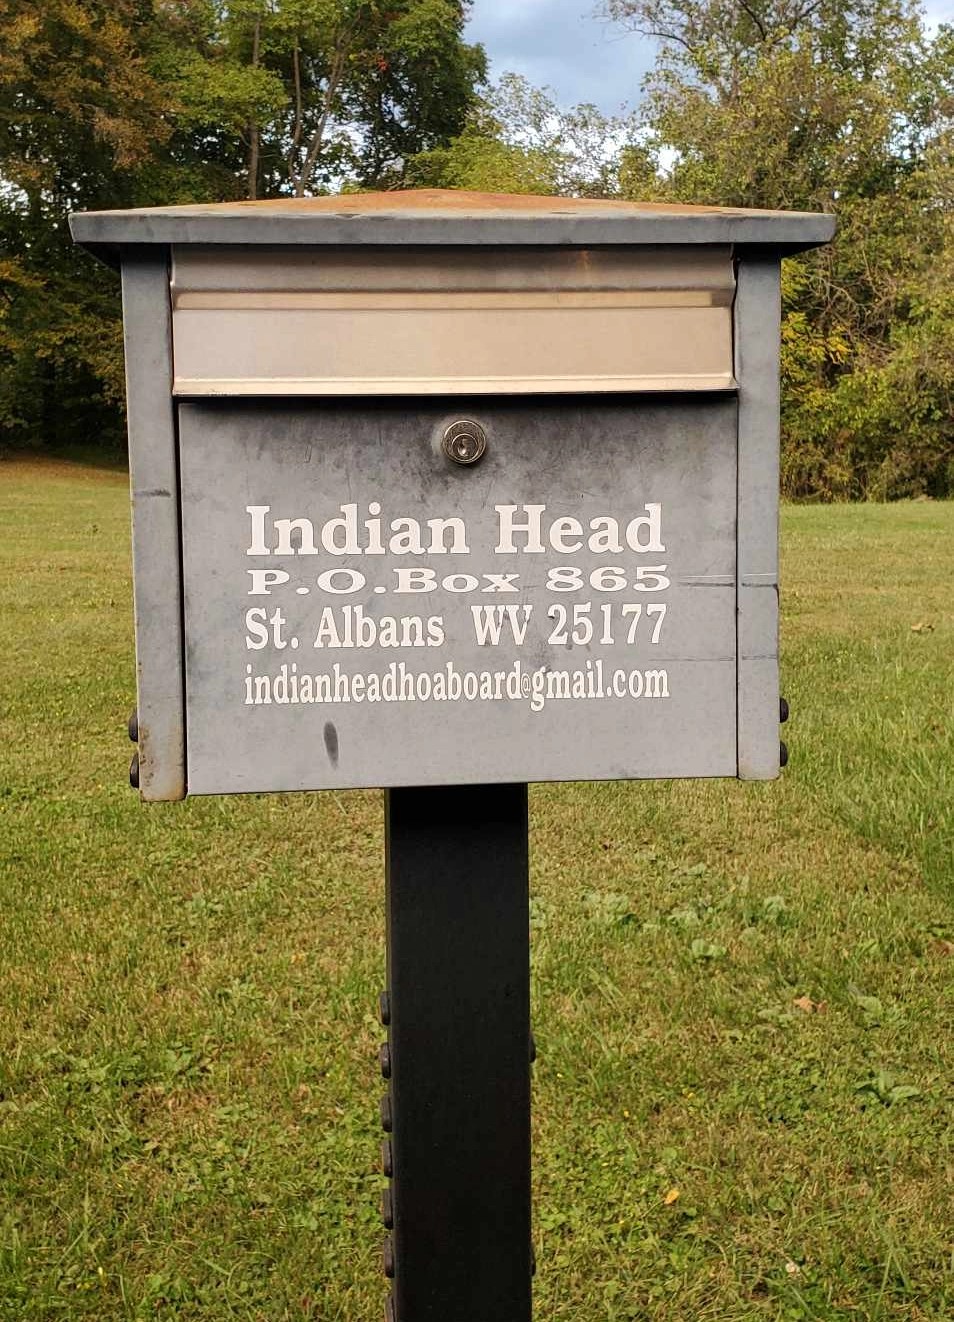 Indian Head
P.O.Box 865
St. Albans WV 25177
indianheadhoaboard@gmail.com